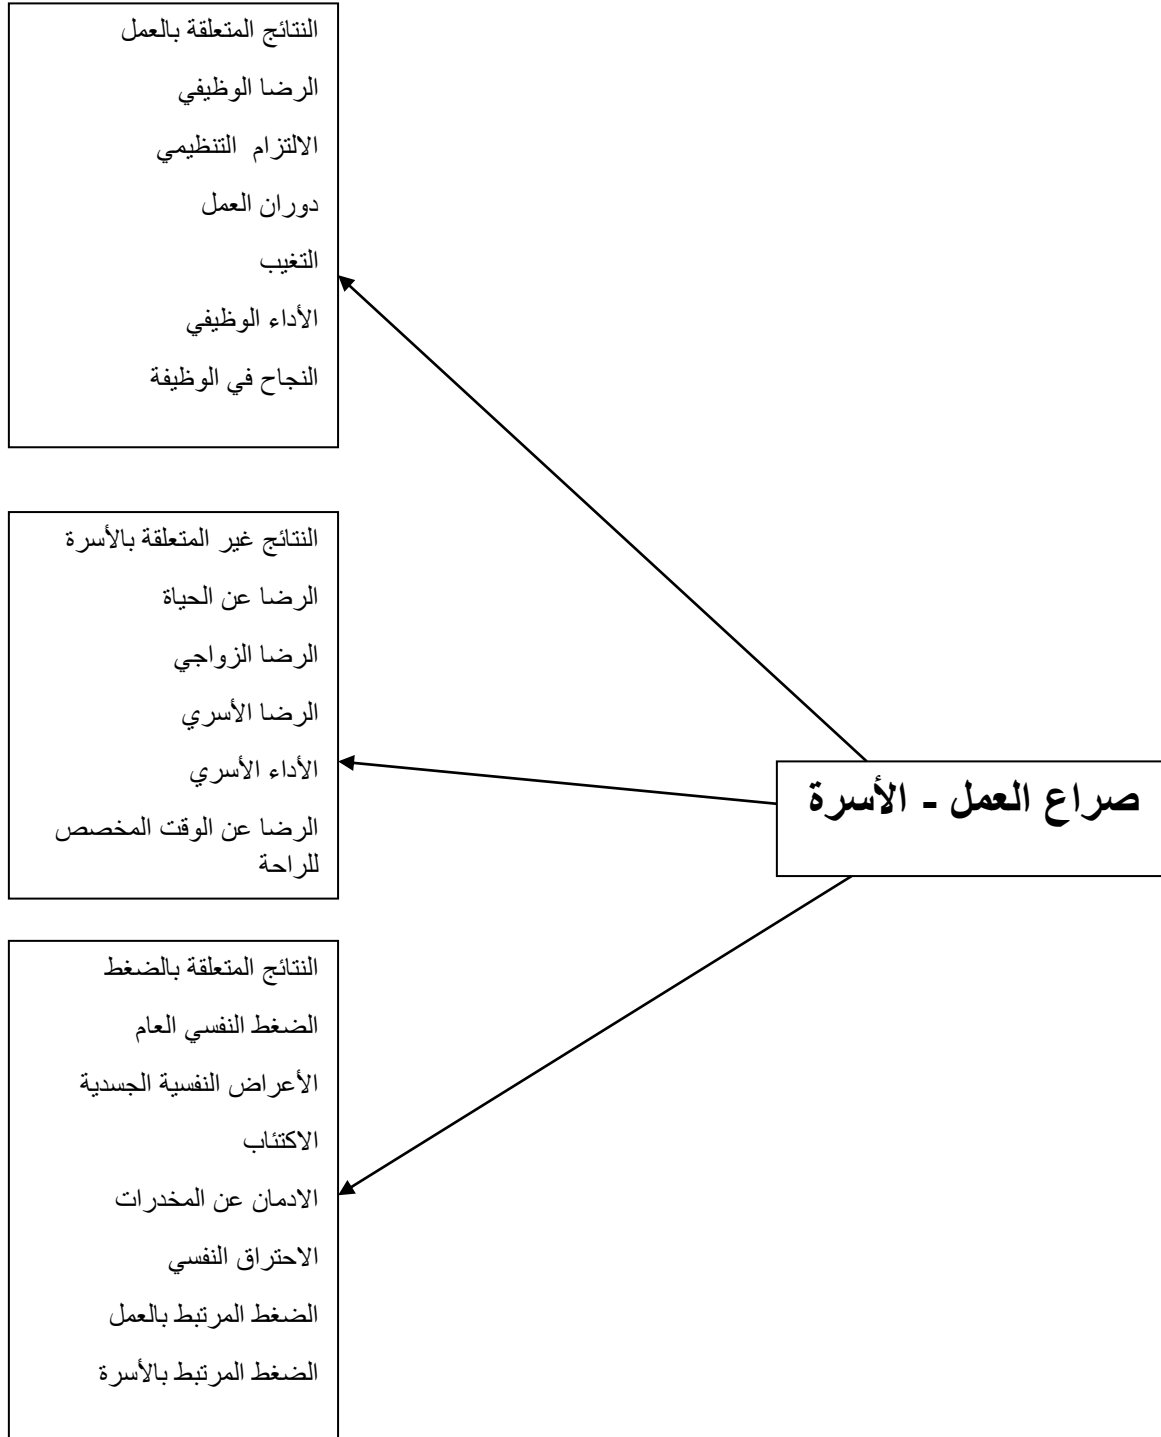 النتائج المتعلقة بالعمل
الرضا الوظيفي
الالتزام التنظيمي
دوران العمل
التغيب
الأداء الوظيفي
النجاح في الوظيفة
النتائج غير المتعلقة بالأسرة
الرضا عن الحياة
الرضا الزواجي
الرضا الأسري
الأداء الأسري
الرضا عن الوقت المخصص
للراحة
صراع العمل - الأسرة
النتائج المتعلقة بالضغط
الضغط النفسي العام
الأعراض النفسية الجسدية
الاكتئاب
الادمان عن المخدرات
الاحتراق النفسي
الضغط المرتبط بالعمل
الضغط المرتبط بالأسرة